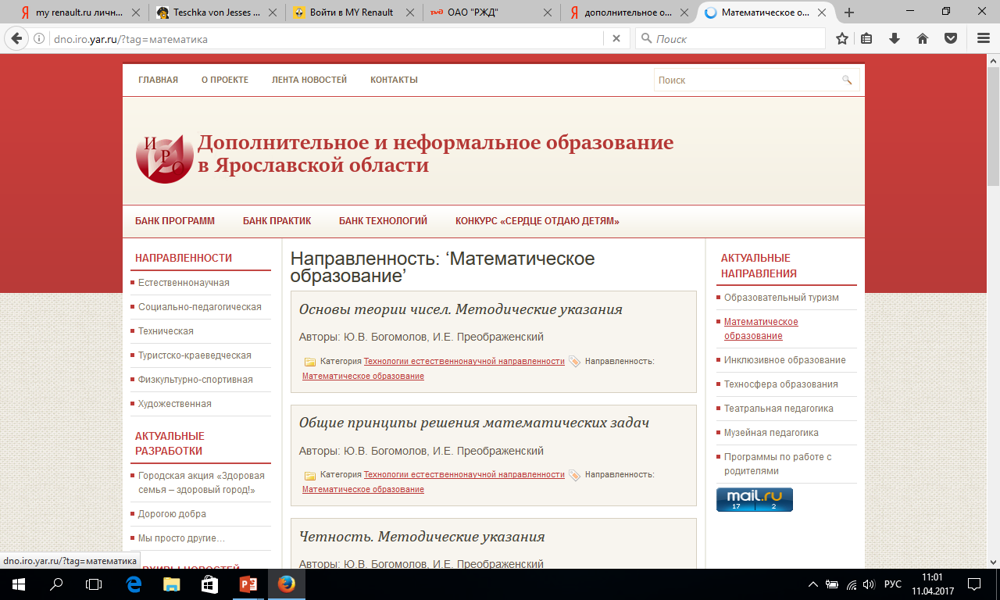 my renault.ru личн...
Teschka von Jesses ...
Войти в MY Renault
ОАО "РЖД"
дополнительное о...
Математическое о...
dno.iro.yar.ru/?tag=математика
Поиск
ГЛАВНАЯ
О ПРОЕКТЕ
ЛЕНТА НОВОСТЕЙ
КОНТАКТЫ
Поиск
ИРО
Дополнительное и неформальное образование
в Ярославской области
БАНК ПРОГРАММ
БАНК ПРАКТИК
БАНК ТЕХНОЛОГИЙ
КОНКУРС «СЕРДЦЕ ОТДАЮ ДЕТЯМ»
НАПРАВЛЕННОСТИ
Естественнонаучная
Социально-педагогическая
Техническая
Туристско-краеведческая
Физкультурно-спортивная
Художественная
АКТУАЛЬНЫЕ
РАЗРАБОТКИ
Городская акция «Здоровая
семья – здоровый город!»
Дорогою добра
Мы просто другие...
АРХИВЫ НОВОСТЕЙ
Направленность: ‘Математическое
образование’
Основы теории чисел. Методические указания
Авторы: Ю.В. Богомолов, И.Е. Преображенский
Категория Технологии естественнонаучной направленности Направленность:
Математическое образование
Общие принципы решения математических задач
Авторы: Ю.В. Богомолов, И.Е. Преображенский
Категория Технологии естественнонаучной направленности Направленность:
Математическое образование
Четность. Методические указания
Авторы: Ю.В. Богомолов, И.Е. Преображенский
АКТУАЛЬНЫЕ
НАПРАВЛЕНИЯ
Образовательный туризм
Математическое
образование
Инклюзивное образование
Техносфера образования
Театральная педагогика
Музейная педагогика
Программы по работе с
родителями
mail.ru
17 2
dno.iro.yar.ru/?tag=математика
РУС
11:01
11.04.2017